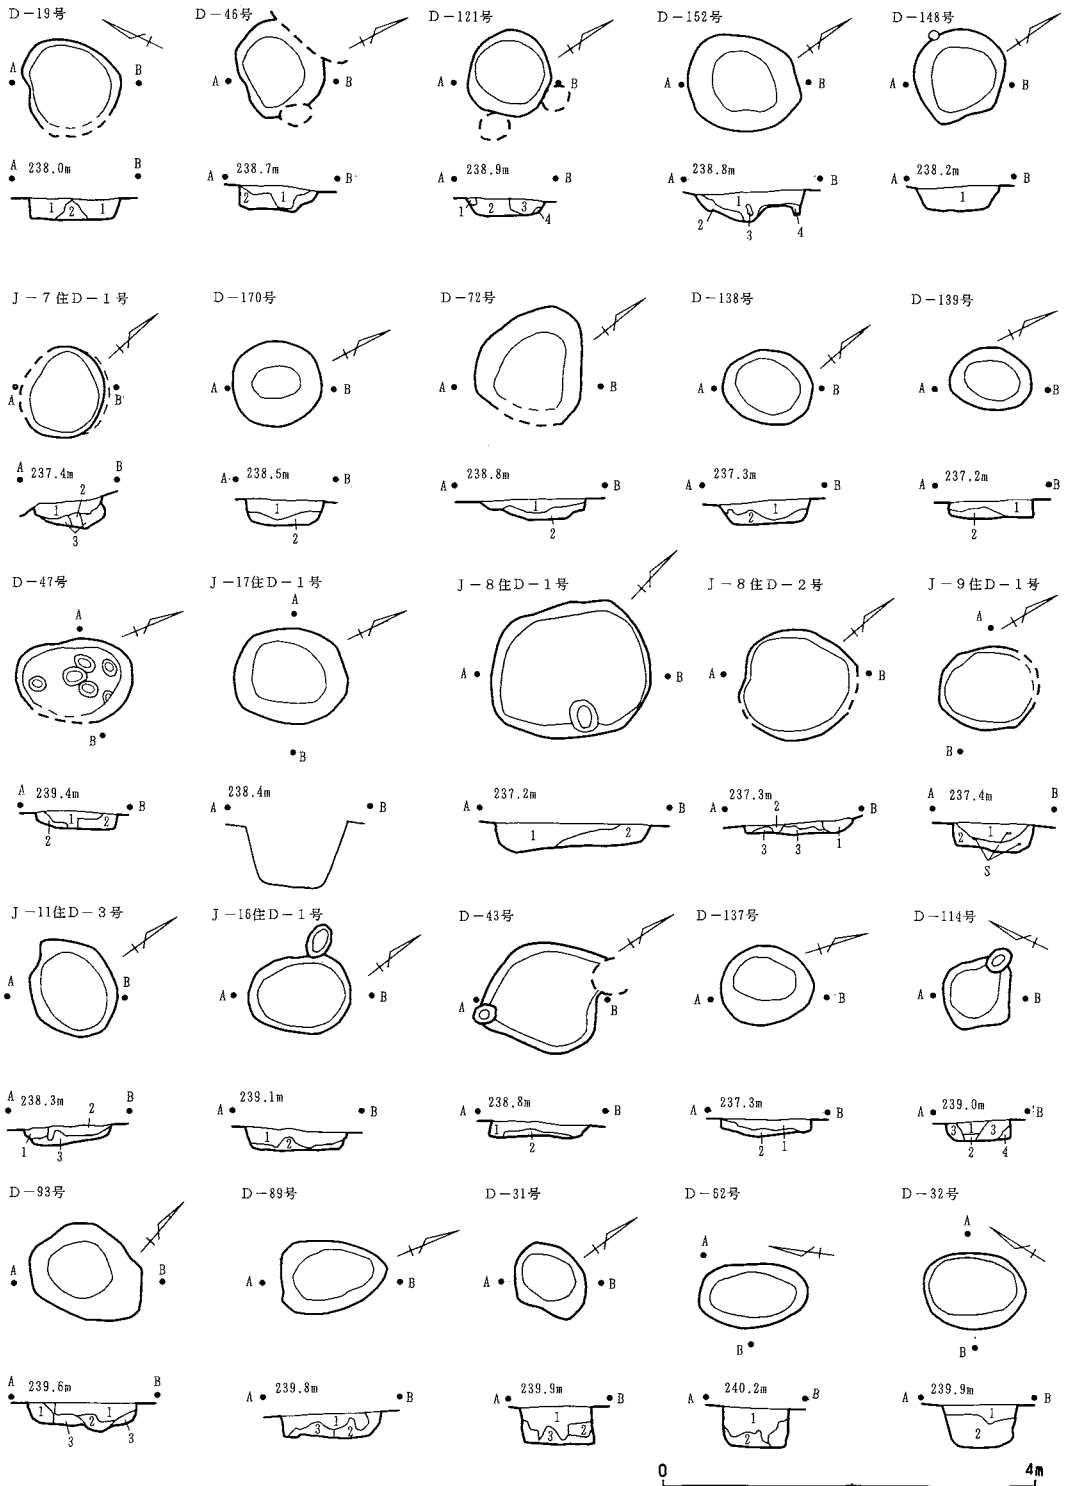 D-19号 D-46号 D-121号 D-152号 D-148号
A B A B A B A B A B
A 238.0m B A 238.7m B A 238.9m B A 238.8m B A 238.2m B
1 2 1 2 1 1 2 3 4 1 2 3 4 1
J-7住D-1号 D-170号 D-72号 D-138号 D-139号
A B A B A B A B A B
A 237.4m B A 238.5m B A 238.8m B A 237.3m B A 237.2m B
1 2 3 1 2 1 2 2 1 1 2
D-47号 J-17住D-1号 J-8住D-1号 J-8住D-2号 J-9住D-1号
A B A B A B A B A B
A 239.4m B A 238.4m B A 237.2m B A 237.3m B A 237.4m B
1 2 2 1 2 2 3 3 1 2 1 S
J-11住D-3号 J-16住D-1号 D-43号 D-137号 D-114号
A B A B A B A B A B
A 238.3m B A 239.1m B A 238.8m B A 237.3m B A 239.0m B
2 1 3 1 2 1 2 2 1 3 1 3 2 4
D-93号 D-89号 D-31号 D-62号 D-32号
A B A B A B A B A B
A 239.6m B A 239.8m B A 239.9m B A 240.2m B A 239.9m B
1 2 1 3 3 1 3 2 1 3 2 1 2 1 2
0 4m